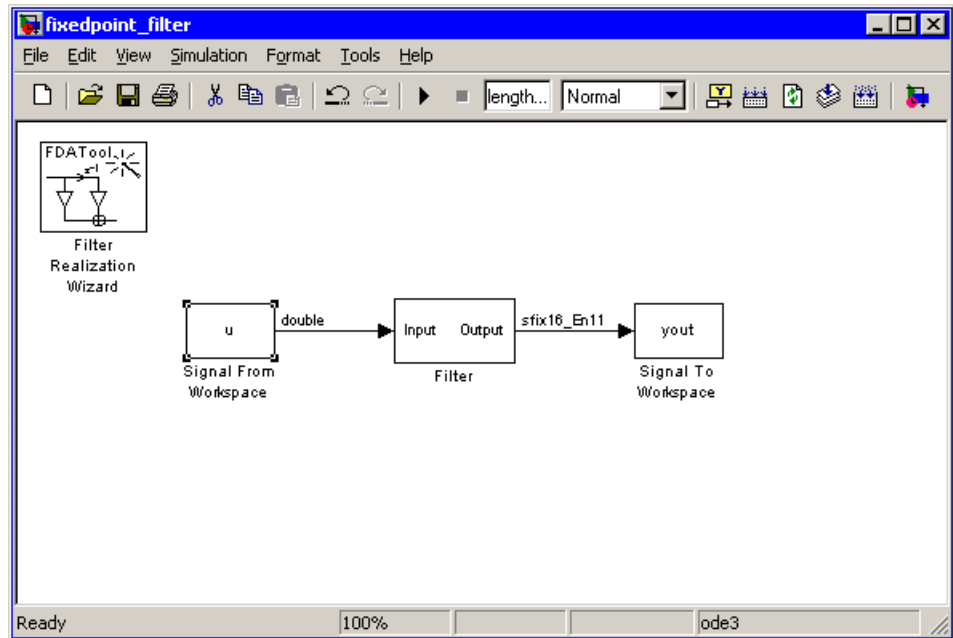 fixedpoint_filter
File Edit View Simulation Format Tools Help
length... Normal
FDATool
z-1
Filter
Realization
Wizard
u
double
Input Output
sfix16_En11
yout
Signal From
Workspace
Filter
Signal To
Workspace
Ready 100% ode3